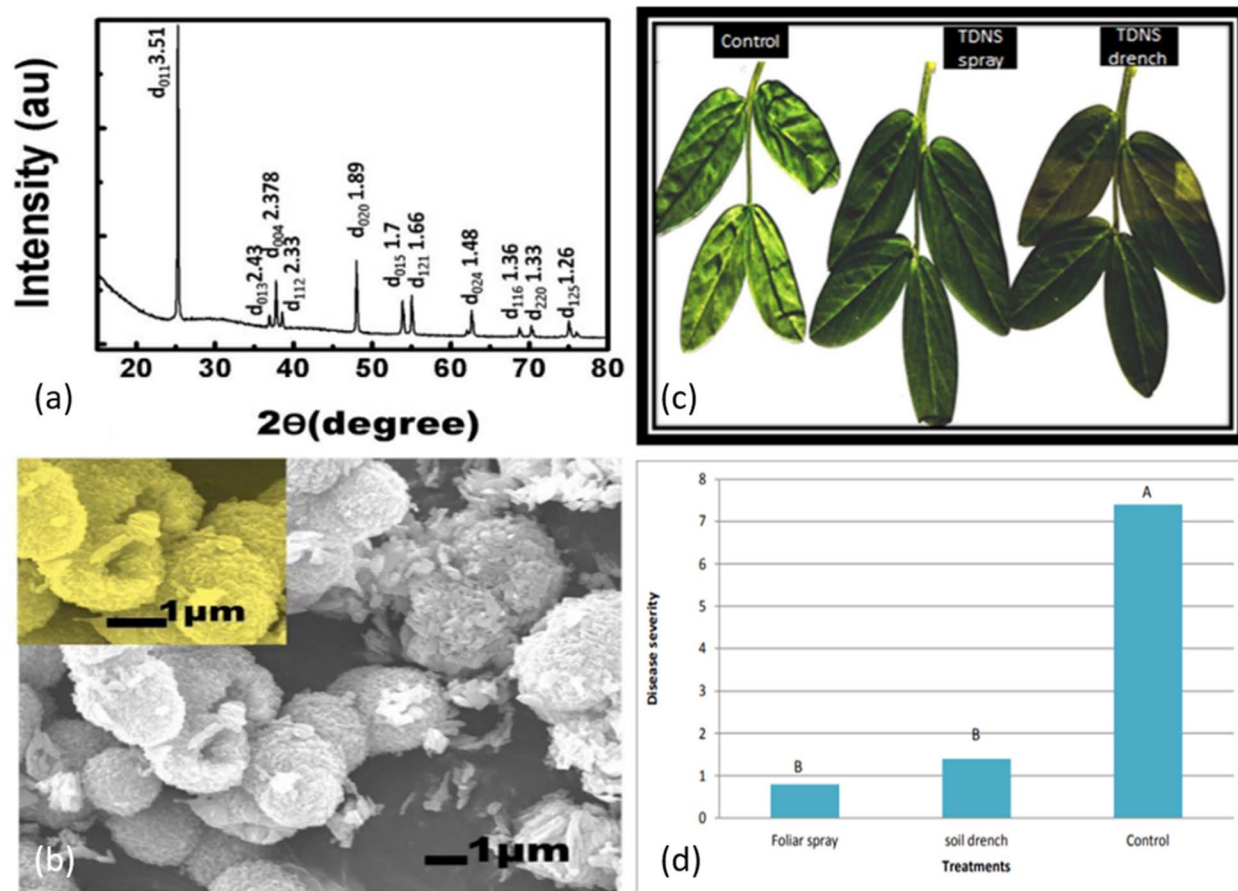 Intensity (au)
d011 3.51
d013 2.43
d004 2.378
d112 2.33
d020 1.89
d015 1.7
d121 1.66
d024 1.48
d116 1.36
d220 1.33
d125 1.26
20 30 40 50 60 70 80
2Θ(degree)
(a)
Control
TDNS
spray
TDNS
drench
(c)
1µm
1µm
(b)
8
7
6
5
4
3
2
1
0
Disease severity
B
B
A
Foliar spray
soil drench
Control
Treatments
(d)